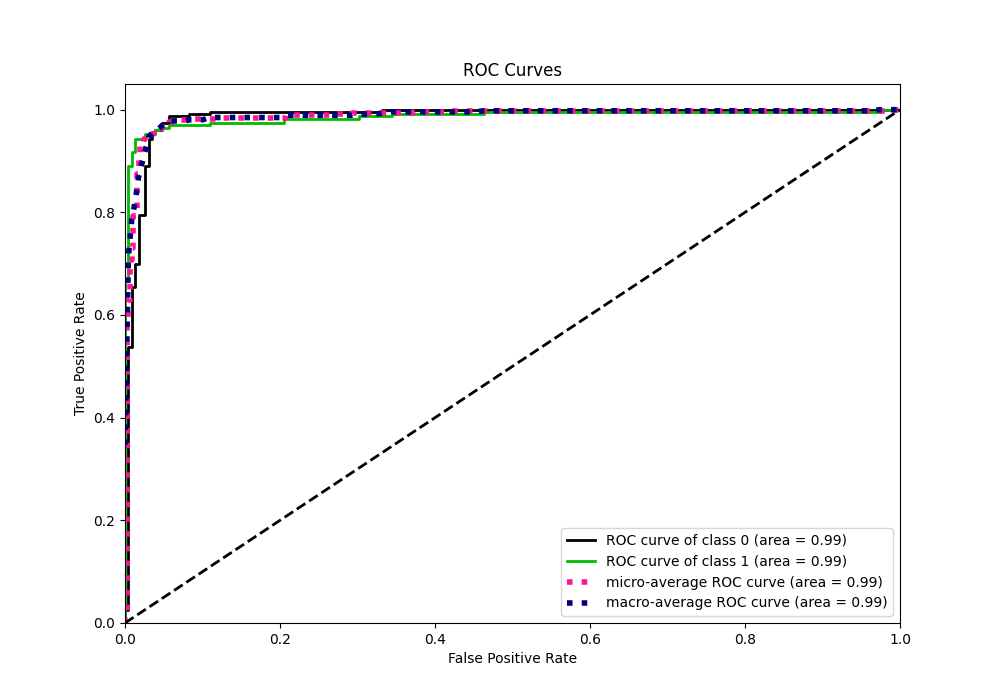 ROC Curves
True Positive Rate
1.0
0.8
0.6
0.4
0.2
0.0
0.0 0.2 0.4 0.6 0.8 1.0
False Positive Rate
ROC curve of class 0 (area = 0.99)
ROC curve of class 1 (area = 0.99)
micro-average ROC curve (area = 0.99)
macro-average ROC curve (area = 0.99)